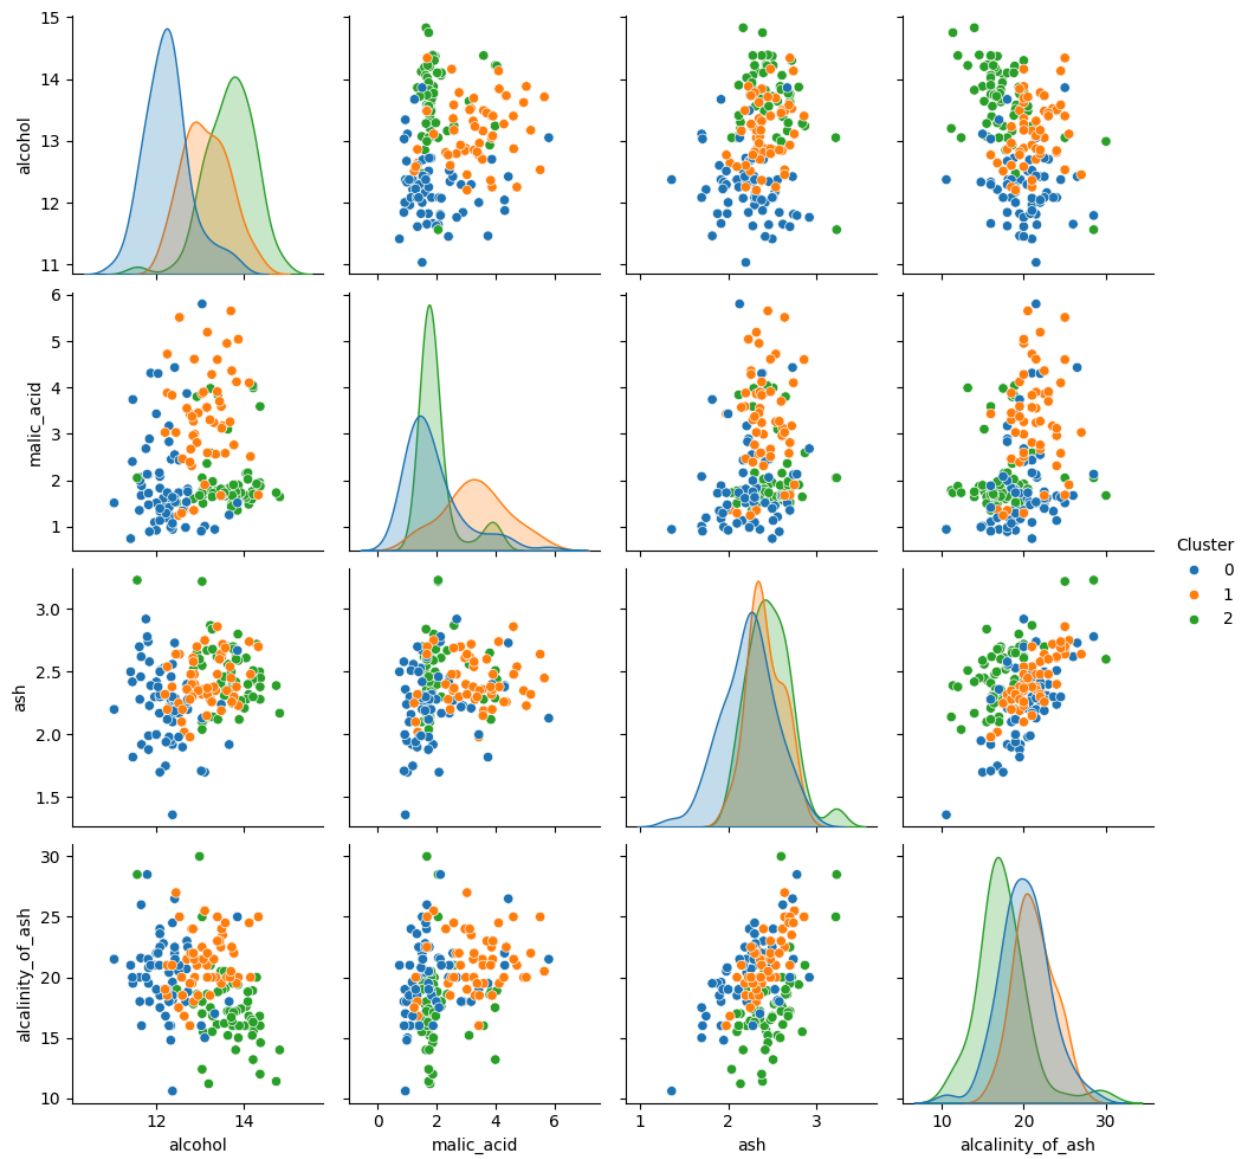 15
14
13
12
11
alcohol
6
5
4
3
2
1
malic_acid
Cluster
0
1
2
3.0
2.5
2.0
1.5
ash
30
25
20
15
10
alcalinity_of_ash
12 14
0 2 4 6
1 2 3
10 20 30
alcohol malic_acid ash alcalinity_of_ash